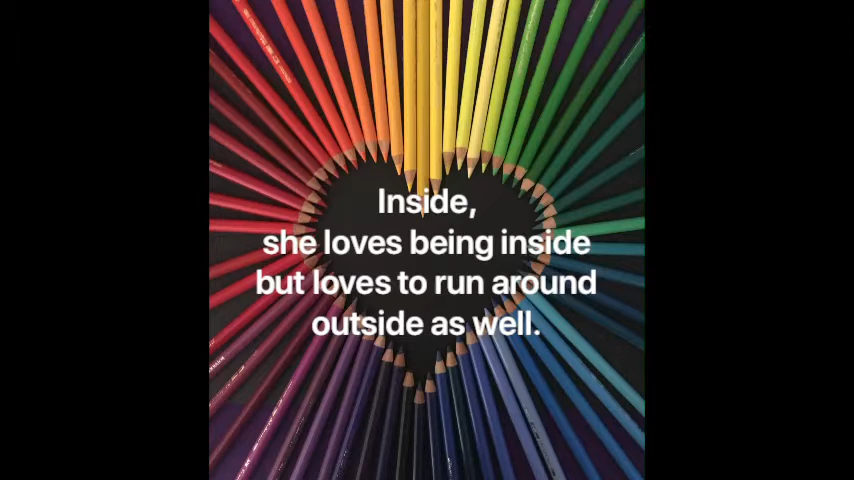 Inside,
she loves being inside
but loves to run around
outside as well.